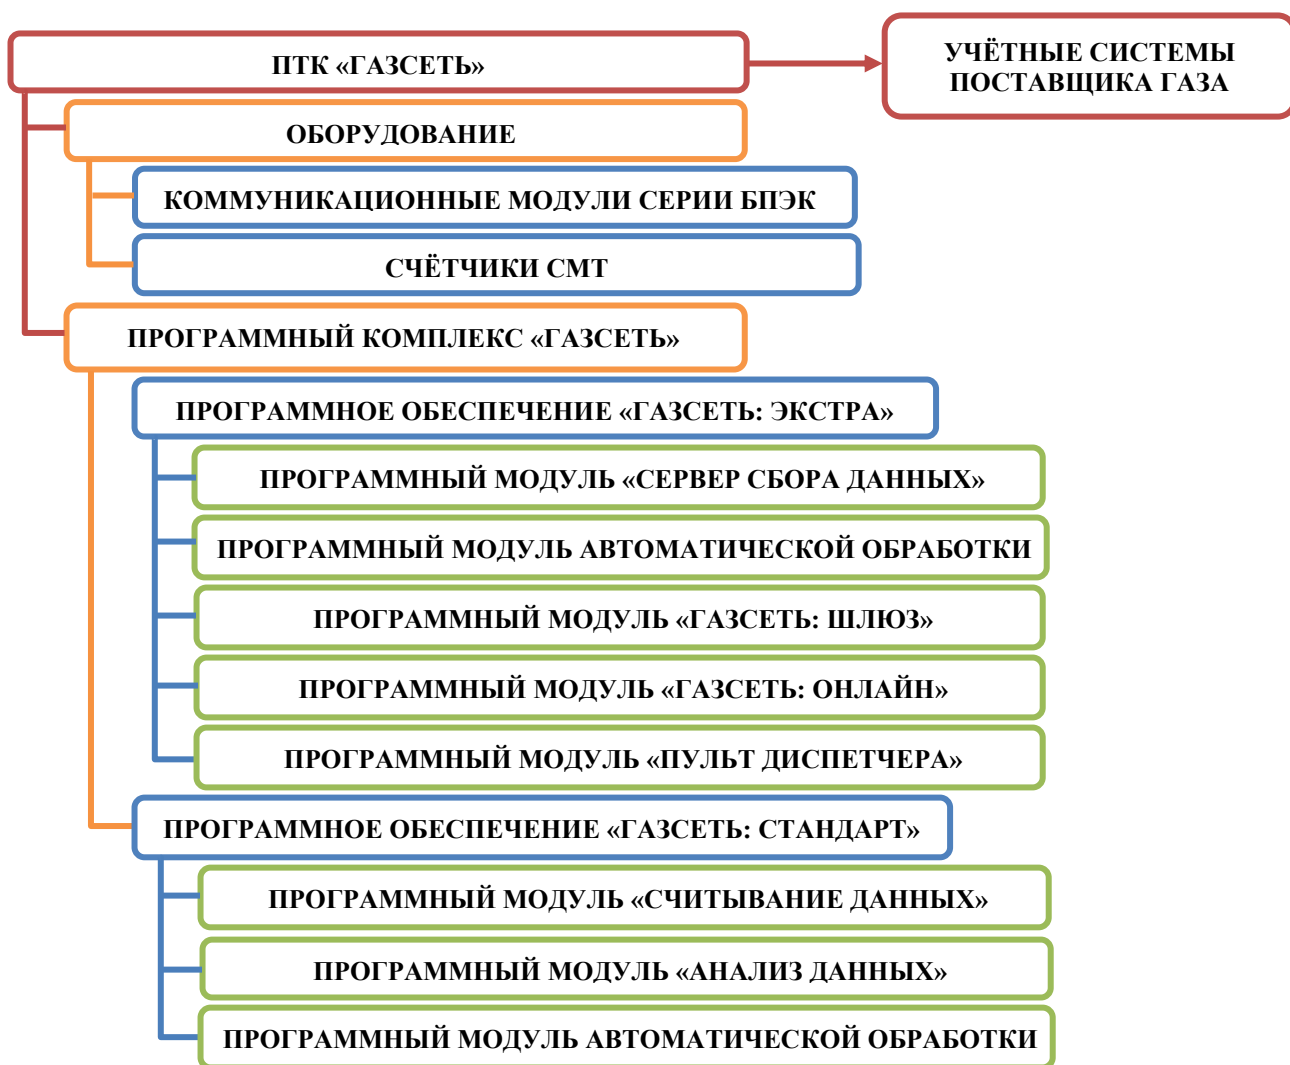 ПТК «ГАЗСЕТЬ»
УЧЁТНЫЕ СИСТЕМЫ
ПОСТАВЩИКА ГАЗА
ОБОРУДОВАНИЕ
КОММУНИКАЦИОННЫЕ МОДУЛИ СЕРИИ БПЭК
СЧЁТЧИКИ СМТ
ПРОГРАММНЫЙ КОМПЛЕКС «ГАЗСЕТЬ»
ПРОГРАММНОЕ ОБЕСПЕЧЕНИЕ «ГАЗСЕТЬ: ЭКСТРА»
ПРОГРАММНЫЙ МОДУЛЬ «СЕРВЕР СБОРА ДАННЫХ»
ПРОГРАММНЫЙ МОДУЛЬ АВТОМАТИЧЕСКОЙ ОБРАБОТКИ
ПРОГРАММНЫЙ МОДУЛЬ «ГАЗСЕТЬ: ШЛЮЗ»
ПРОГРАММНЫЙ МОДУЛЬ «ГАЗСЕТЬ: ОНЛАЙН»
ПРОГРАММНЫЙ МОДУЛЬ «ПУЛЬТ ДИСПЕТЧЕРА»
ПРОГРАММНОЕ ОБЕСПЕЧЕНИЕ «ГАЗСЕТЬ: СТАНДАРТ»
ПРОГРАММНЫЙ МОДУЛЬ «СЧИТЫВАНИЕ ДАННЫХ»
ПРОГРАММНЫЙ МОДУЛЬ «АНАЛИЗ ДАННЫХ»
ПРОГРАММНЫЙ МОДУЛЬ АВТОМАТИЧЕСКОЙ ОБРАБОТКИ